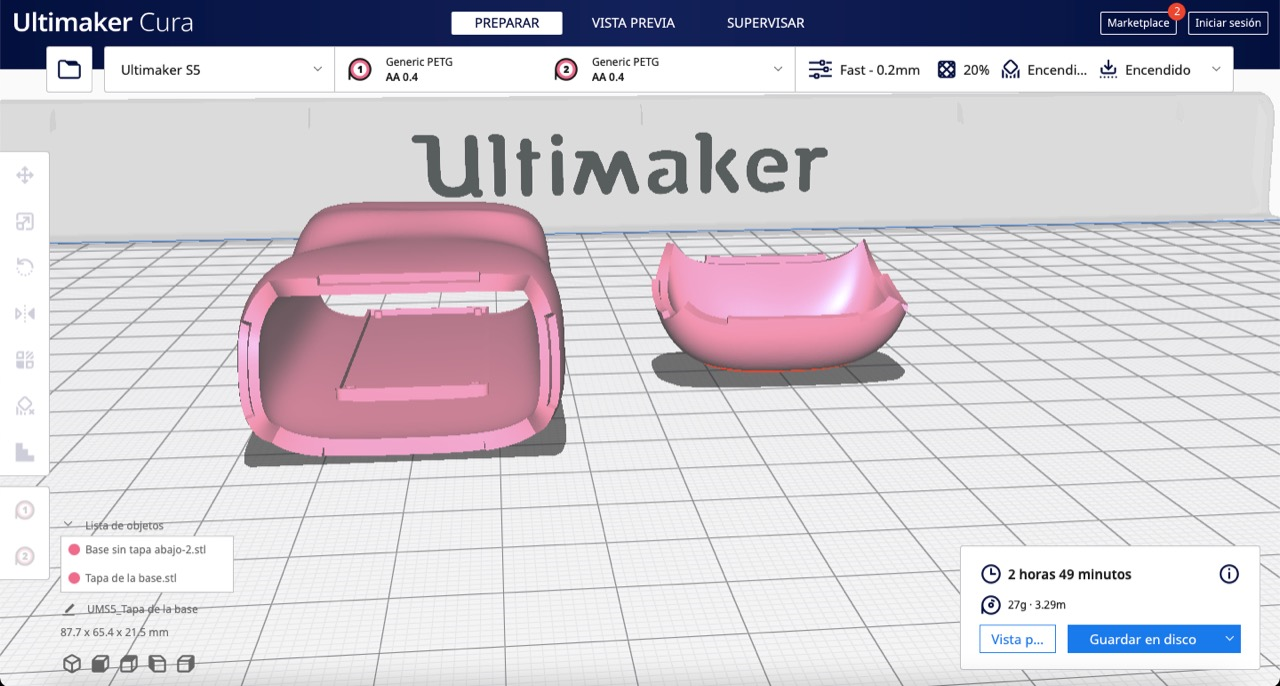 Ultimaker Cura
PREPARAR
VISTA PREVIA
SUPERVISAR
Marketplace
2
Iniciar sesión
Ultimaker S5
1
Generic PETG
AA 0.4
2
Generic PETG
AA 0.4
Fast - 0.2mm
20%
Encendi...
Encendido
Ultimaker
1
2
Lista de objetos
Base sin tapa abajo-2.stl
Tapa de la base.stl
UMS5_Tapa de la base
87.7 x 65.4 x 21.5 mm
2 horas 49 minutos
27g · 3.29m
Vista p...
Guardar en disco